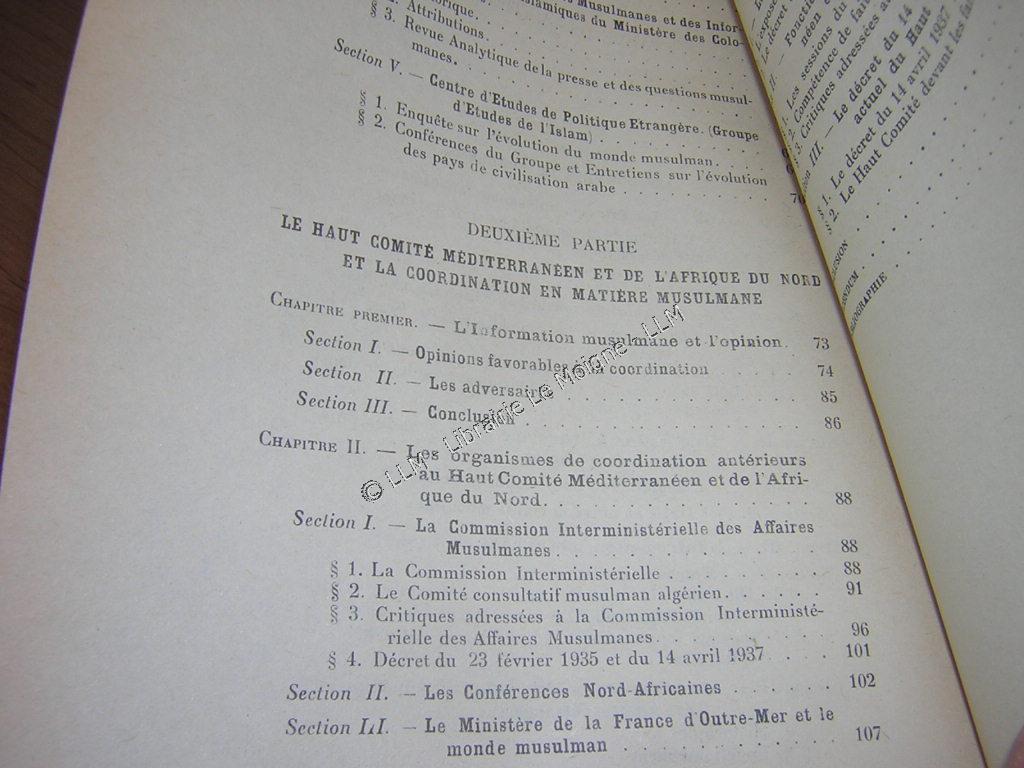 Musulmanes et des Infor-
Islamiques du Ministère des Colo-
§ 2. Attributions.
§ 3. Revue Analytique de la presse et des questions musul-
manes.
Section V. — Centre d'Etudes de Politique Etrangère. (Groupe
d'Etudes de l'Islam)
§ 1. Enquête sur l'évolution du monde musulman
§ 2. Conférences du Groupe et Entretiens sur l'évolution
des pays de civilisation arabe
DEUXIÈME PARTIE
LE HAUT COMITÉ MÉDITERRANÉEN ET DE L'AFRIQUE DU NORD
ET LA COORDINATION EN MATIÈRE MUSULMANE
CHAPITRE PREMIER. — L'Information musulmane et l'opinion. 73
Section I. — Opinions favorables à la coordination 74
Section II. — Les adversaires 85
Section III. — Conclusion 86
CHAPITRE II. — Les organismes de coordination antérieurs
au Haut Comité Méditerranéen et de l'Afri-
que du Nord. 88
Section I. — La Commission Interministérielle des Affaires
Musulmanes 88
§ 1. La Commission Interministérielle 88
§ 2. Le Comité consultatif musulman algérien. 91
§ 3. Critiques adressées à la Commission Interministé-
rielle des Affaires Musulmanes 96
§ 4. Décret du 23 février 1935 et du 14 avril 1937 101
Section II. — Les Conférences Nord-Africaines 102
Section III. — Le Ministère de la France d'Outre-Mer et le
monde musulman 107
© LLM Librairie Le Moigne LLM
§ 1. Les sessions du
§ 2. Compétence de fait
§ 3. Critiques adressées au
III. — Le décret du 14
actuel du Haut
§ 1. Le décret du 14 avril 1937
§ 2. Le Haut Comité devant les fai